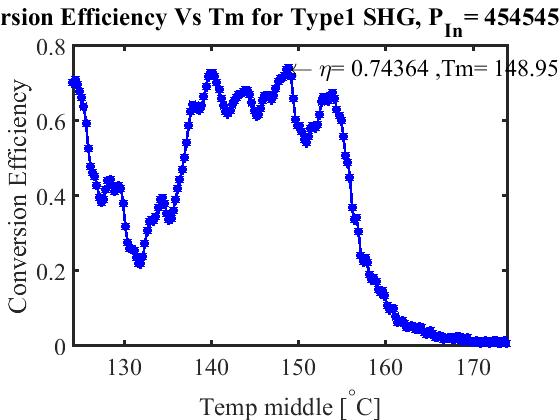 rsion Efficiency Vs Tm for Type1 SHG, P_In = 454545
η= 0.74364 ,Tm= 148.95
Conversion Efficiency
0.8
0.6
0.4
0.2
0
130 140 150 160 170
Temp middle [°C]